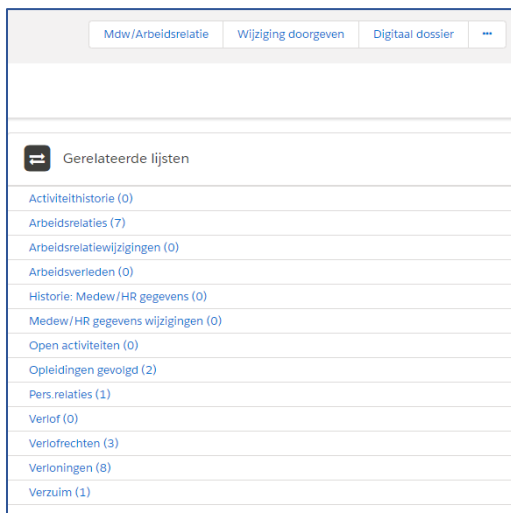 Mdw/Arbeidsrelatie Wijziging doorgeven Digitaal dossier ···
Gerelateerde lijsten
Activiteithistorie (0)
Arbeidsrelaties (7)
Arbeidsrelatiewijzigingen (0)
Arbeidsverleden (0)
Historie: Medew/HR gegevens (0)
Medew/HR gegevens wijzigingen (0)
Open activiteiten (0)
Opleidingen gevolgd (2)
Pers.relaties (1)
Verlof (0)
Verlofrechten (3)
Verloningen (8)
Verzuim (1)